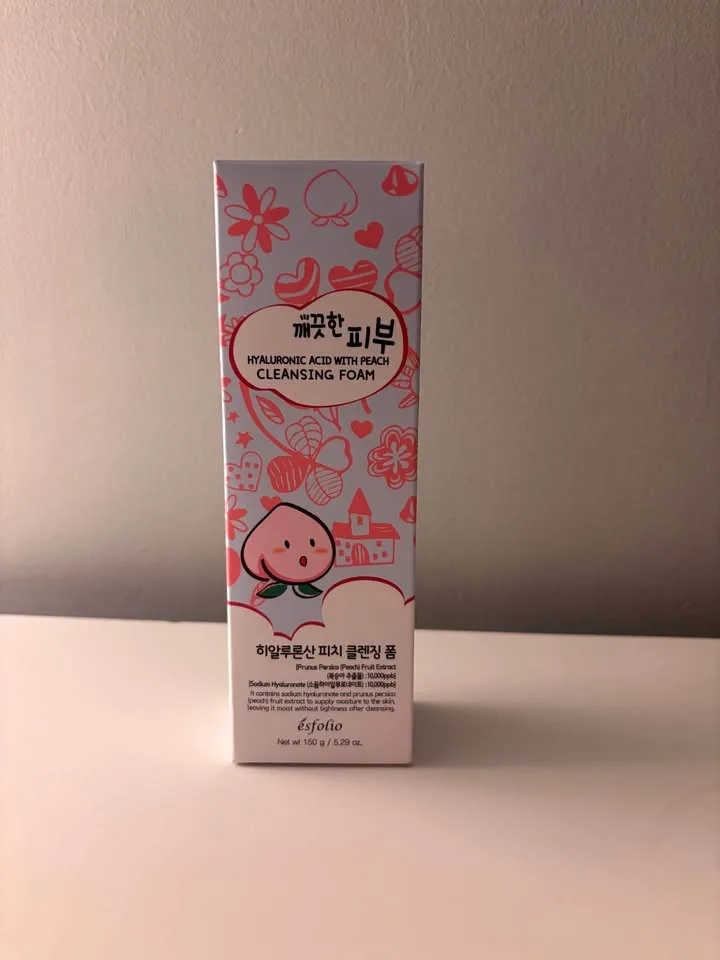 깨끗한 피부
HYALURONIC ACID WITH PEACH
CLEANSING FOAM
히알루론산 피치 클렌징 폼
[Prunus Persica (Peach) Fruit Extract
(복숭아 추출물) :10,000ppb]
[Sodium Hyaluronate (소듐하이알루로네이트) :10,000ppb]
It contains sodium hyaluronate and prunus persica
(peach) fruit extract to supply moisture to the skin,
leaving it moist without tightness after cleansing.
ésfolio
Net wt 150 g / 5.29 oz.